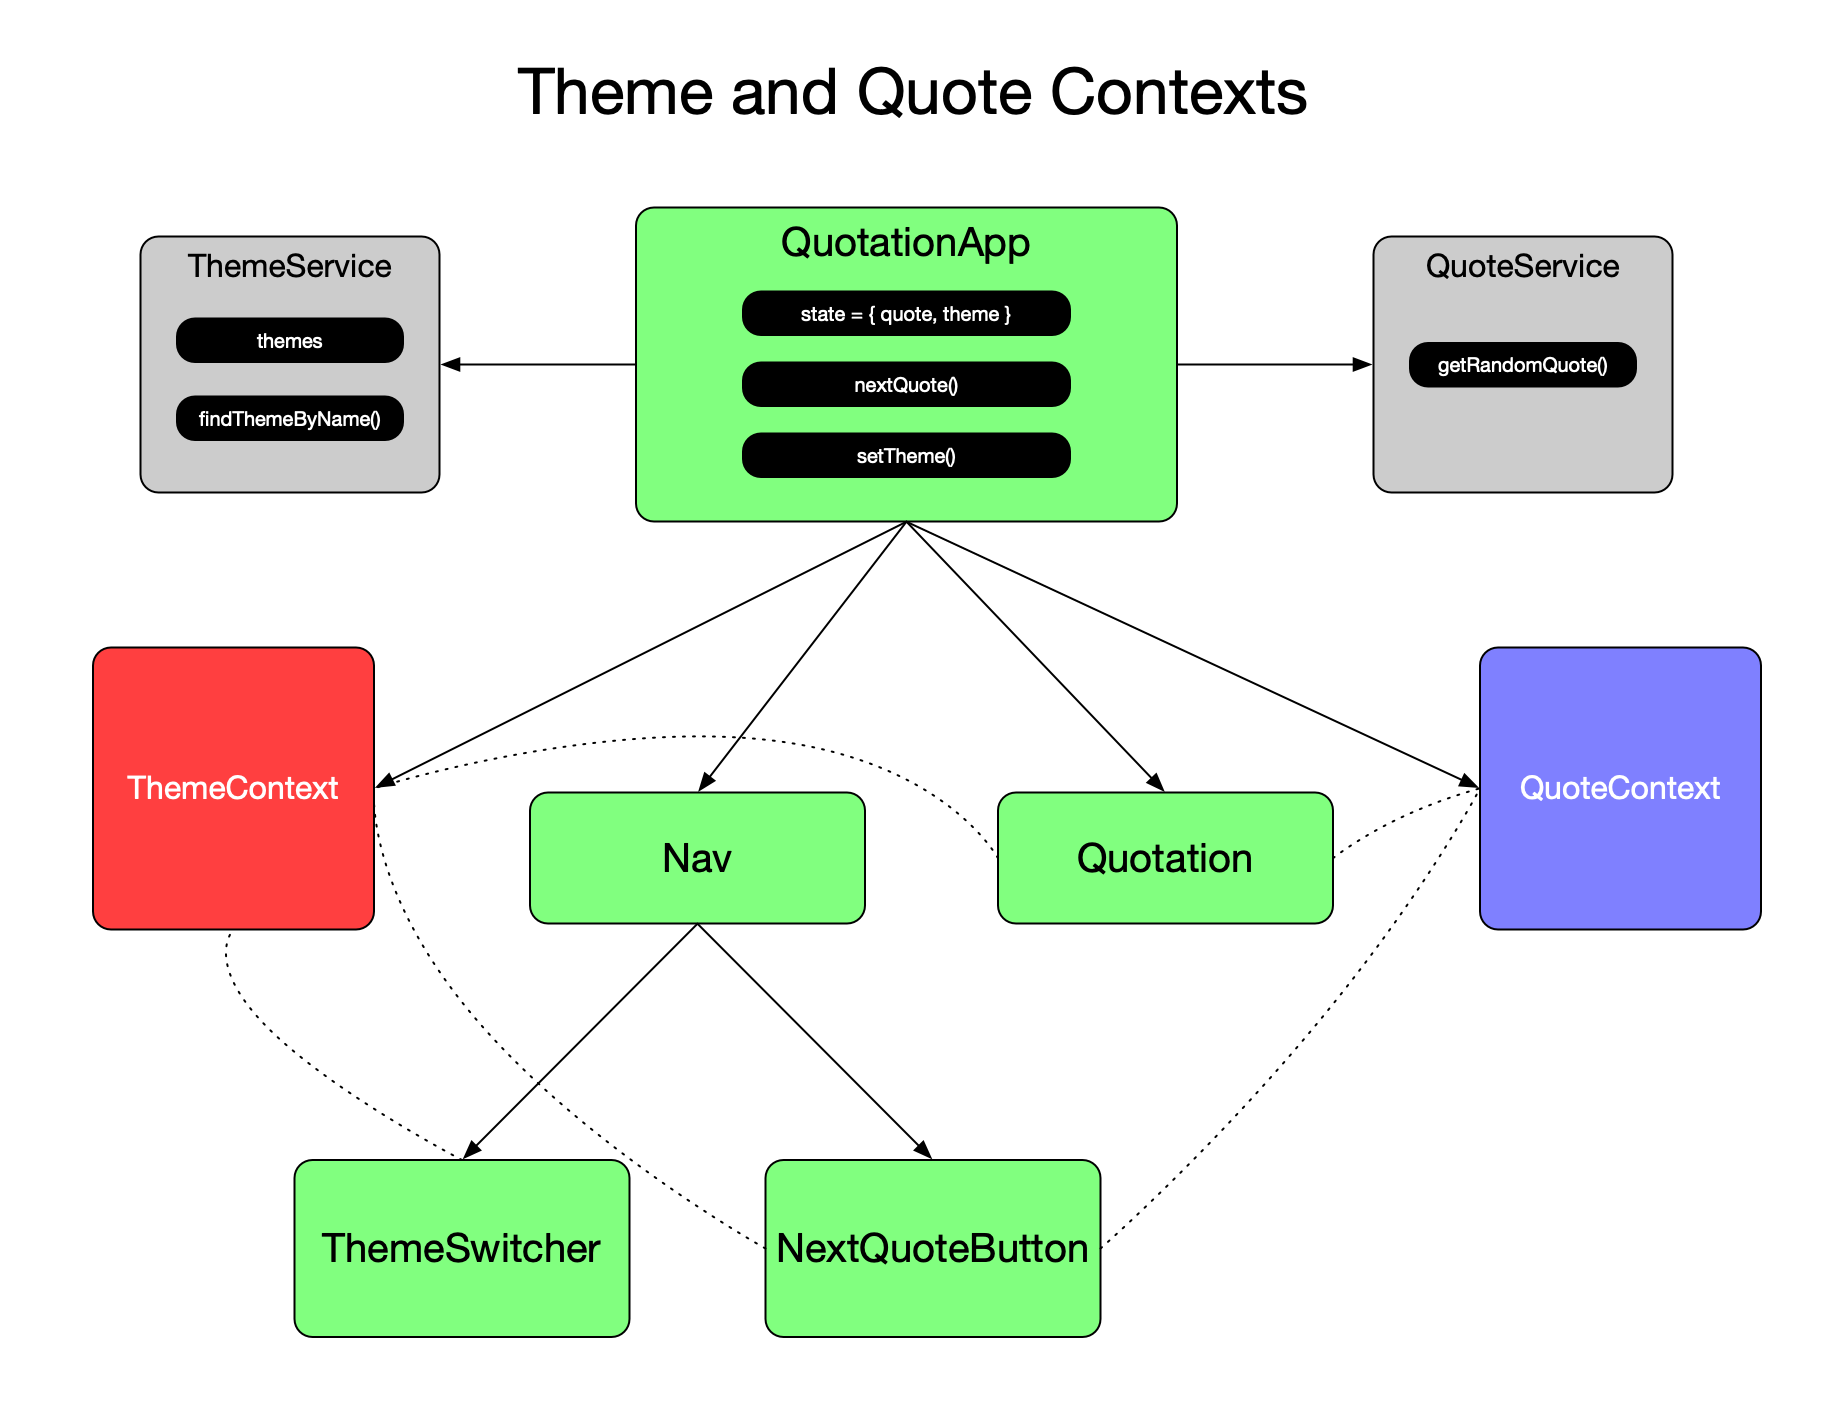 Theme and Quote Contexts
ThemeService
themes
findThemeByName()
QuotationApp
state = { quote, theme }
nextQuote()
setTheme()
QuoteService
getRandomQuote()
ThemeContext
Nav
Quotation
QuoteContext
ThemeSwitcher
NextQuoteButton